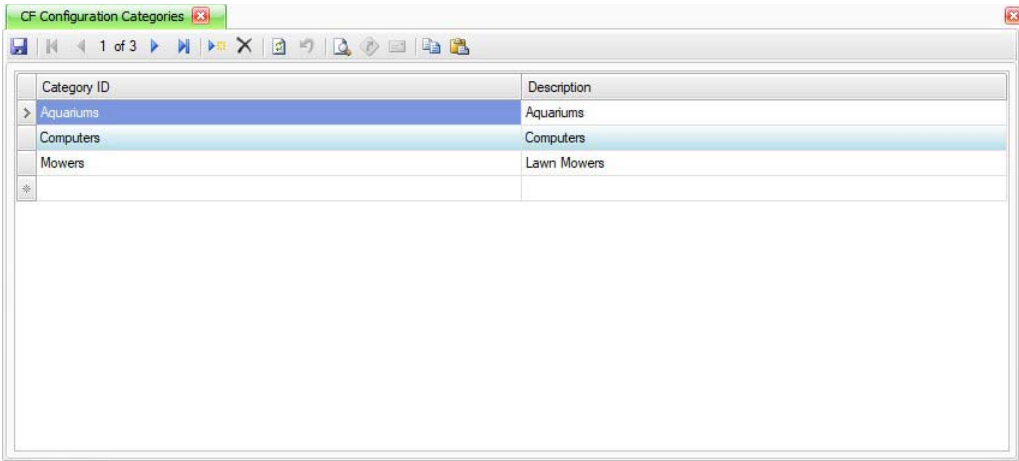 CF Configuration Categories
1 of 3
Category ID Description
Aquariums Aquariums
Computers Computers
Mowers Lawn Mowers